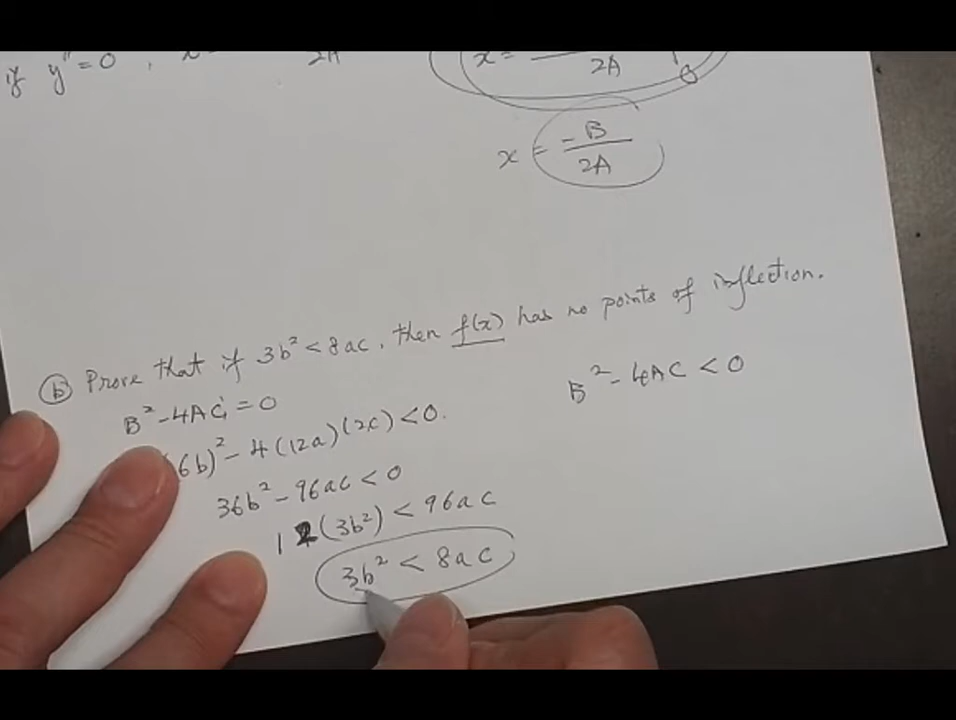 if y" = 0 , x =
2A
x =
2A
x = -B/2A
(b) Prove that if 3b² < 8ac, then f(x) has no points of inflection.
B² - 4AC = 0
B² - 4AC < 0
(6b)² - 4(12a)(2c) < 0.
36b² - 96ac < 0
12(3b²) < 96ac
3b² < 8ac